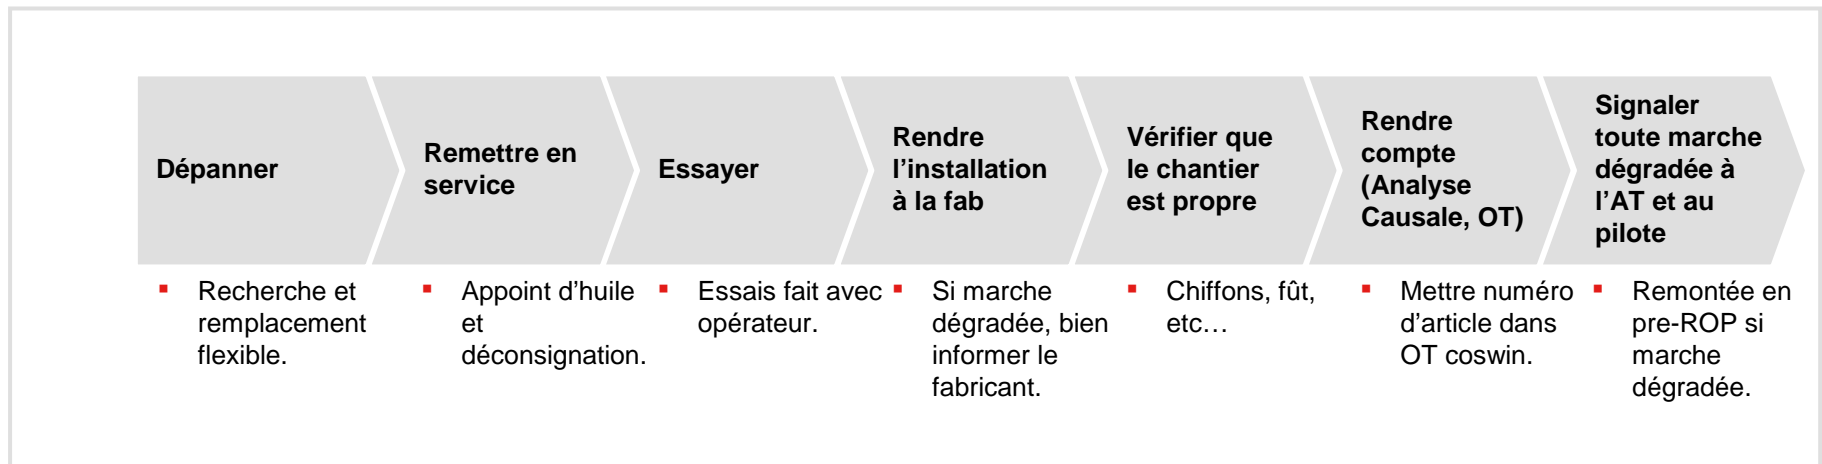 Dépanner
Remettre en
service
Essayer
Rendre
l’installation
à la fab
Vérifier que
le chantier
est propre
Rendre
compte
(Analyse
Causale, OT)
Signaler
toute marche
dégradée à
l’AT et au
pilote
Recherche et
remplacement
flexible.
Appoint d’huile
et
déconsignation.
Essais fait avec
opérateur.
Si marche
dégradée, bien
informer le
fabricant.
Chiffons, fût,
etc…
Mettre numéro
d’article dans
OT coswin.
Remontée en
pre-ROP si
marche
dégradée.